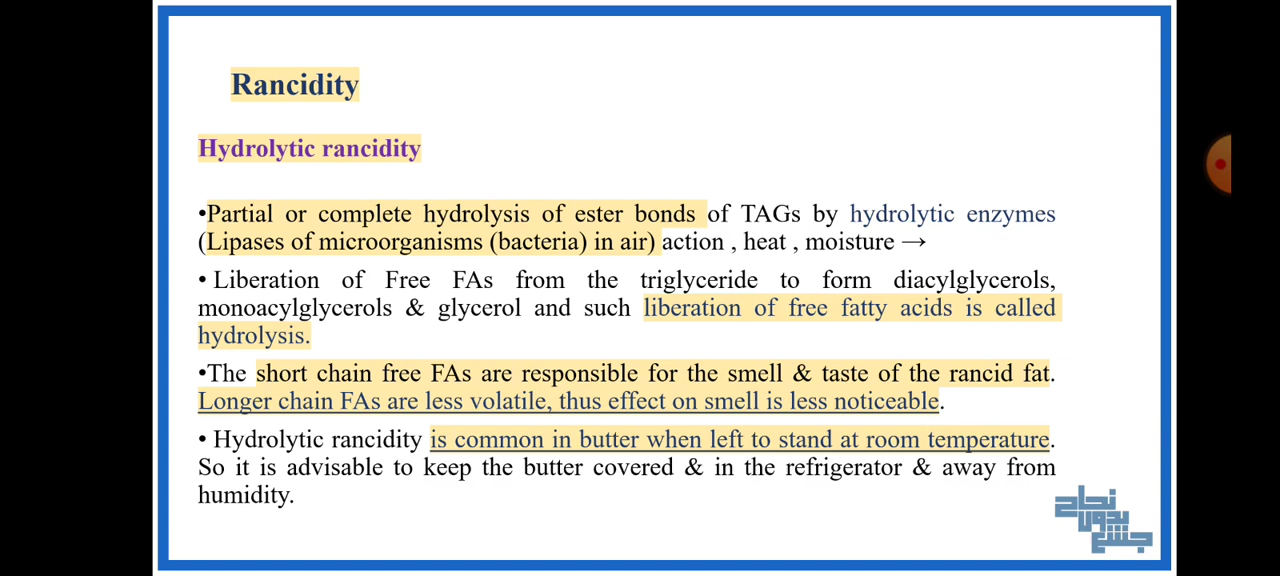 Rancidity
Hydrolytic rancidity
•Partial or complete hydrolysis of ester bonds of TAGs by hydrolytic enzymes
(Lipases of microorganisms (bacteria) in air) action , heat , moisture →
• Liberation of Free FAs from the triglyceride to form diacylglycerols,
monoacylglycerols & glycerol and such liberation of free fatty acids is called
hydrolysis.
•The short chain free FAs are responsible for the smell & taste of the rancid fat.
Longer chain FAs are less volatile, thus effect on smell is less noticeable.
• Hydrolytic rancidity is common in butter when left to stand at room temperature.
So it is advisable to keep the butter covered & in the refrigerator & away from
humidity.
نجاح
بدون
جشع